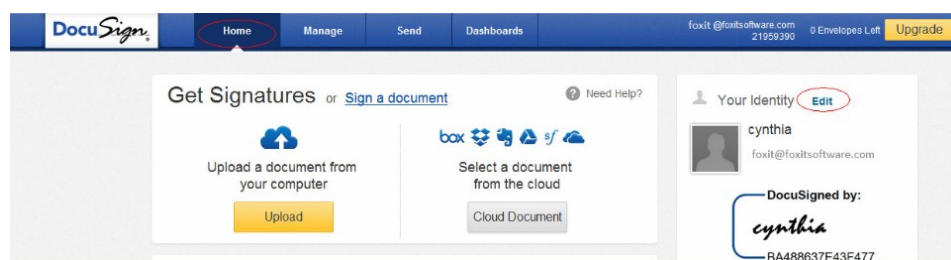 DocuSign
Home
Manage
Send
Dashboards
foxit @foxitsoftware.com
21959390
0 Envelopes Left
Upgrade
Get Signatures or Sign a document
Need Help?
Upload a document from
your computer
Upload
box
sf
Select a document
from the cloud
Cloud Document
Your Identity Edit
cynthia
foxit@foxitsoftware.com
DocuSigned by:
cynthia
BA488637F43F477